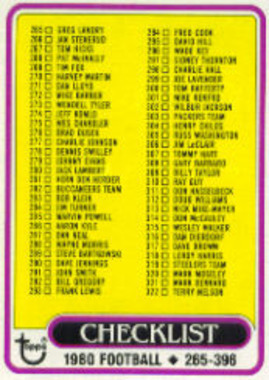 265 GREG LANDRY
266 JAN STENERUD
267 TOM HICKS
268 PAT McINALLY
269 TIM FOX
270 HARVEY MARTIN
271 DAN LLOYD
272 MIKE BARBER
273 WENDELL TYLER
274 JEFF KOMLO
275 WES CHANDLER
276 BRAD DUSEK
277 CHARLIE JOHNSON
278 DENNIS SWILLEY
279 JOHNNY EVANS
280 JACK LAMBERT
281 VERN DEN HERDER
282 BUCCANEERS TEAM
283 BOB KLEIN
284 JIM TURNER
285 MARVIN POWELL
286 AARON KYLE
287 DAN NEAL
288 WAYNE MORRIS
289 STEVE BARTKOWSKI
290 DAVE JENNINGS
291 JOHN SMITH
292 BILL GREGORY
293 FRANK LEWIS
294 FRED COOK
295 DAVID HILL
296 WADE KEY
297 SIDNEY THORNTON
298 CHARLIE HALL
299 JOE LAVENDER
300 TOM RAFFERTY
301 MIKE RENFRO
302 WILBUR JACKSON
303 PACKERS TEAM
304 HENRY CHILDS
305 RUSS WASHINGTON
306 JIM LeCLAIR
307 TOMMY HART
308 GARY BARBARO
309 BILLY TAYLOR
310 RAY GUY
311 DON HASSELBECK
312 DOUG WILLIAMS
313 NICK MIKE-MAYER
314 DON McCAULEY
315 WESLEY WALKER
316 DAN DIERDORF
317 DAVE BROWN
318 LEROY HARRIS
319 STEELERS TEAM
320 MARK MOSELEY
321 MARK DENNARD
322 TERRY NELSON
Topps
CHECKLIST
1980 FOOTBALL ◆ 265-396